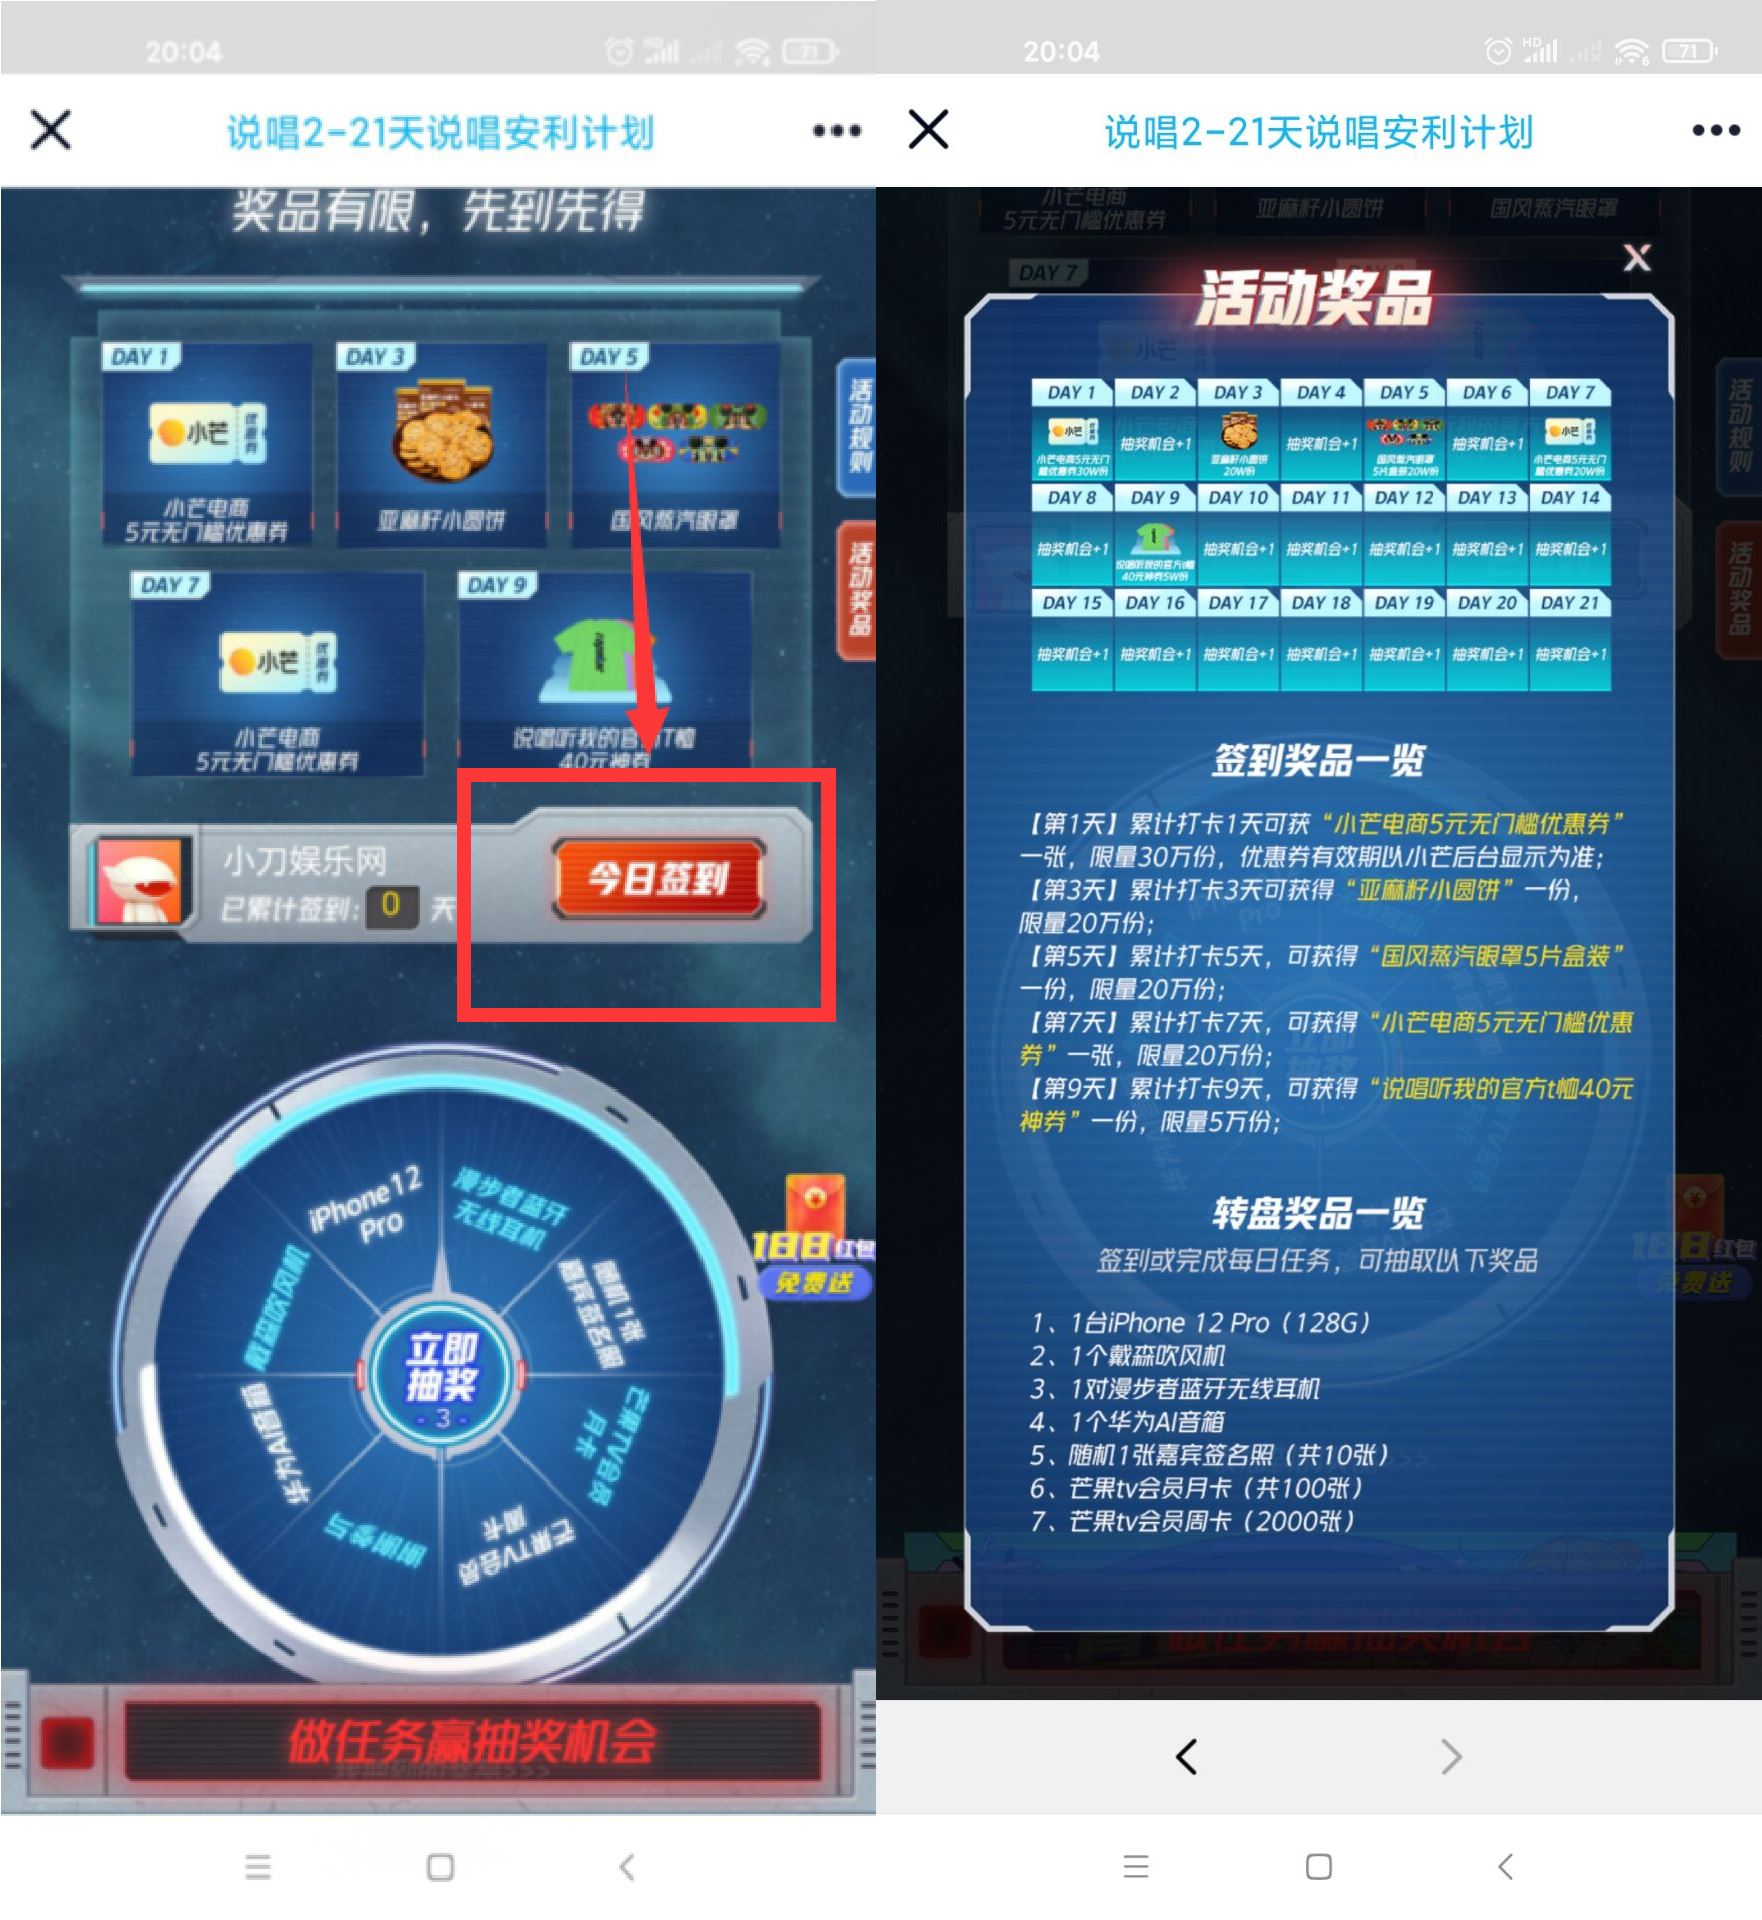 20:04
HD
71
说唱2-21天说唱安利计划
奖品有限，先到先得
DAY 1
小芒
优惠券
小芒电商
5元无门槛优惠券
DAY 3
亚麻籽小圆饼
DAY 5
国风蒸汽眼罩
活动规则
活动奖品
DAY 7
小芒
优惠券
小芒电商
5元无门槛优惠券
DAY 9
说唱听我的官方T恤
40元神券
小刀娱乐网
已累计签到: 0 天
今日签到
iPhone 12
Pro
漫步者蓝牙
无线耳机
随机1张
嘉宾签名照
芒果TV会员
月卡
芒果TV会员
周卡
谢谢参与
华为AI音箱
戴森吹风机
立即
抽奖
- 3 -
188红包
免费送
做任务赢抽奖机会
20:04
HD
6
71
说唱2-21天说唱安利计划
小芒电商
5元无门槛优惠券
亚麻籽小圆饼
国风蒸汽眼罩
DAY 7
X
活动奖品
DAY 1 DAY 2 DAY 3 DAY 4 DAY 5 DAY 6 DAY 7
小芒电商5元无门槛优惠券30W份
抽奖机会+1
亚麻籽小圆饼20W份
抽奖机会+1
国风蒸汽眼罩5片盒装20W份
抽奖机会+1
小芒电商5元无门槛优惠券20W份
DAY 8 DAY 9 DAY 10 DAY 11 DAY 12 DAY 13 DAY 14
抽奖机会+1
说唱听我的官方t恤40元神券5W份
抽奖机会+1 抽奖机会+1 抽奖机会+1 抽奖机会+1 抽奖机会+1
DAY 15 DAY 16 DAY 17 DAY 18 DAY 19 DAY 20 DAY 21
抽奖机会+1 抽奖机会+1 抽奖机会+1 抽奖机会+1 抽奖机会+1 抽奖机会+1 抽奖机会+1
签到奖品一览
【第1天】累计打卡1天可获“小芒电商5元无门槛优惠券”
一张，限量30万份，优惠券有效期以小芒后台显示为准；
【第3天】累计打卡3天可获得“亚麻籽小圆饼”一份，
限量20万份；
【第5天】累计打卡5天，可获得“国风蒸汽眼罩5片盒装”
一份，限量20万份；
【第7天】累计打卡7天，可获得“小芒电商5元无门槛优惠
券”一张，限量20万份；
【第9天】累计打卡9天，可获得“说唱听我的官方t恤40元
神券”一份，限量5万份；
转盘奖品一览
签到或完成每日任务，可抽取以下奖品
1、1台iPhone 12 Pro（128G）
2、1个戴森吹风机
3、1对漫步者蓝牙无线耳机
4、1个华为AI音箱
5、随机1张嘉宾签名照（共10张）
6、芒果tv会员月卡（共100张）
7、芒果tv会员周卡（2000张）
活动规则
活动奖品
188红包
免费送
做任务赢抽奖机会